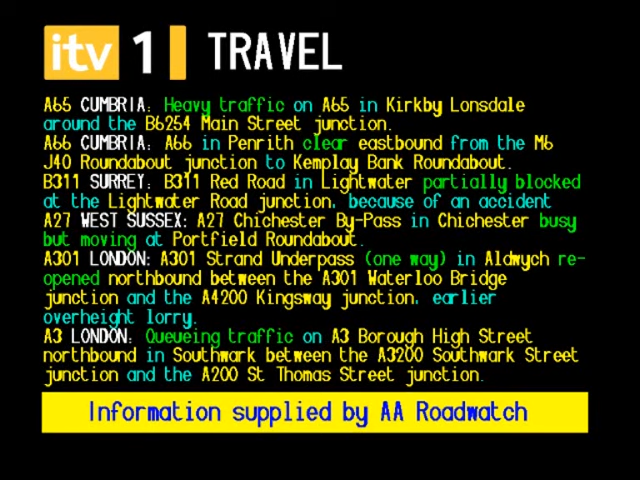 itv 1 TRAVEL
A65 CUMBRIA: Heavy traffic on A65 in Kirkby Lonsdale
around the B6254 Main Street junction.
A66 CUMBRIA: A66 in Penrith clear eastbound from the M6
J40 Roundabout junction to Kemplay Bank Roundabout.
B311 SURREY: B311 Red Road in Lightwater partially blocked
at the Lightwater Road junction, because of an accident
A27 WEST SUSSEX: A27 Chichester By-Pass in Chichester busy
but moving at Portfield Roundabout.
A301 LONDON: A301 Strand Underpass (one way) in Aldwych re-
opened northbound between the A301 Waterloo Bridge
junction and the A4200 Kingsway junction, earlier
overheight lorry.
A3 LONDON: Queueing traffic on A3 Borough High Street
northbound in Southwark between the A3200 Southwark Street
junction and the A200 St Thomas Street junction.
Information supplied by AA Roadwatch